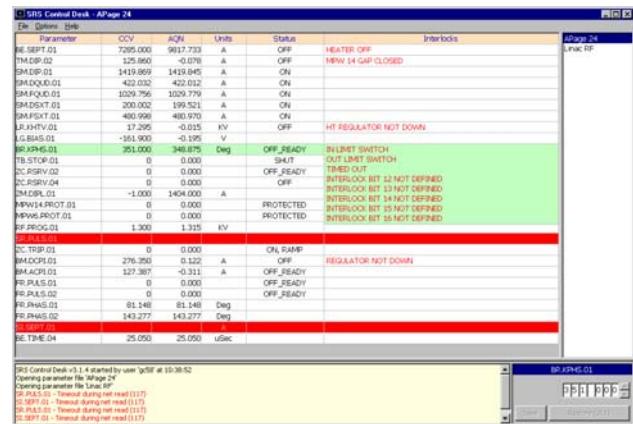 SRS Control Desk - APage 24
File Options Help
Parameter CCV AQN Units Status Interlocks
BE.SEPT.01 7285.000 9817.733 A OFF HEATER OFF
TM.DIP.02 125.860 -0.078 A OFF MPW 14 GAP CLOSED
SM.DIP.01 1419.869 1419.845 A ON
SM.DQUD.01 422.032 422.012 A ON
SM.FQUD.01 1029.756 1029.779 A ON
SM.DSXT.01 200.002 199.521 A ON
SM.FSXT.01 480.998 480.970 A ON
LR.KHTV.01 17.295 -0.015 KV OFF HT REGULATOR NOT DOWN
LG.BIAS.01 -161.900 -0.195 V
BR.KPHS.01 351.000 348.875 Deg OFF_READY IN LIMIT SWITCH
TB.STOP.01 0 0.000 SHUT OUT LIMIT SWITCH
ZC.RSRV.02 0 0.000 OFF_READY TIMED OUT
ZC.RSRV.04 0 0.000 OFF INTERLOCK BIT 12 NOT DEFINED
INTERLOCK BIT 13 NOT DEFINED
ZM.DIPL.01 -1.000 1404.000 A INTERLOCK BIT 14 NOT DEFINED
MPW14.PROT.01 0 0.000 PROTECTED INTERLOCK BIT 15 NOT DEFINED
MPW6.PROT.01 0 0.000 PROTECTED INTERLOCK BIT 16 NOT DEFINED
RF.PROG.01 1.300 1.315 KV
SR.PULS.01
ZC.TRIP.01 0 0.000 ON, RAMP
BM.DCPI.01 276.350 0.122 A OFF REGULATOR NOT DOWN
BM.ACPI.01 127.387 -0.311 A OFF_READY
FR.PULS.01 0 0.000 OFF_READY
FR.PULS.02 0 0.000 OFF_READY
FR.PHAS.01 81.148 81.148 Deg
FR.PHAS.02 143.277 143.277 Deg
SI.SEPT.01 A
BE.TIME.04 25.050 25.050 uSec
APage 24
Linac RF
SRS Control Desk v3.1.4 started by user 'gc58' at 10:38:52
Opening parameter file 'APage 24'
Opening parameter file 'Linac RF'
SR.PULS.01 - Timeout during net read (117)
SI.SEPT.01 - Timeout during net read (117)
SR.PULS.01 - Timeout during net read (117)
SI.SEPT.01 - Timeout during net read (117)
BR.KPHS.01
351.000